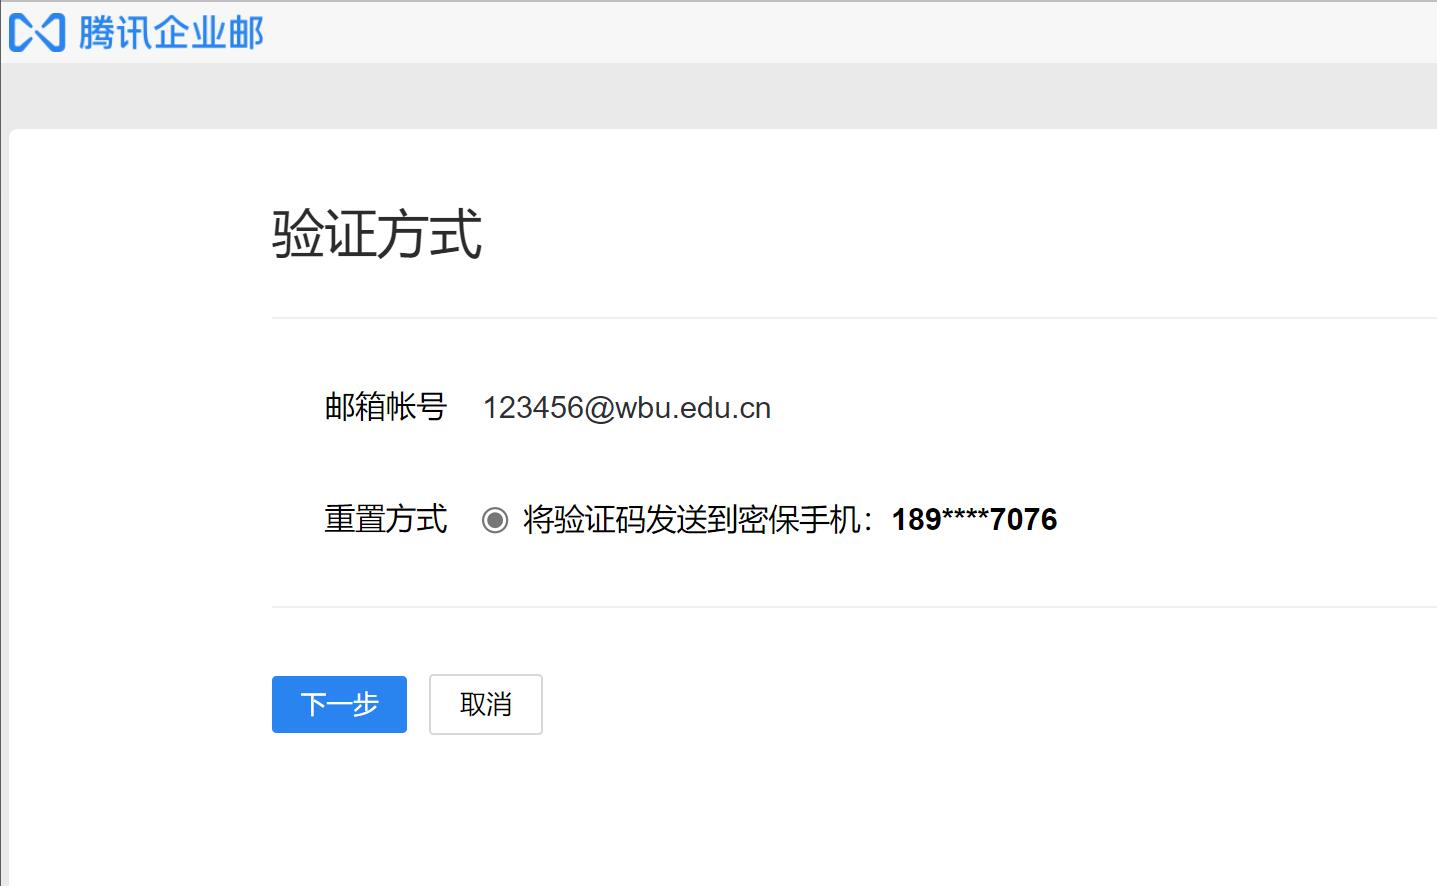 腾讯企业邮
验证方式
邮箱帐号 123456@wbu.edu.cn
重置方式 将验证码发送到密保手机：189****7076
下一步 取消